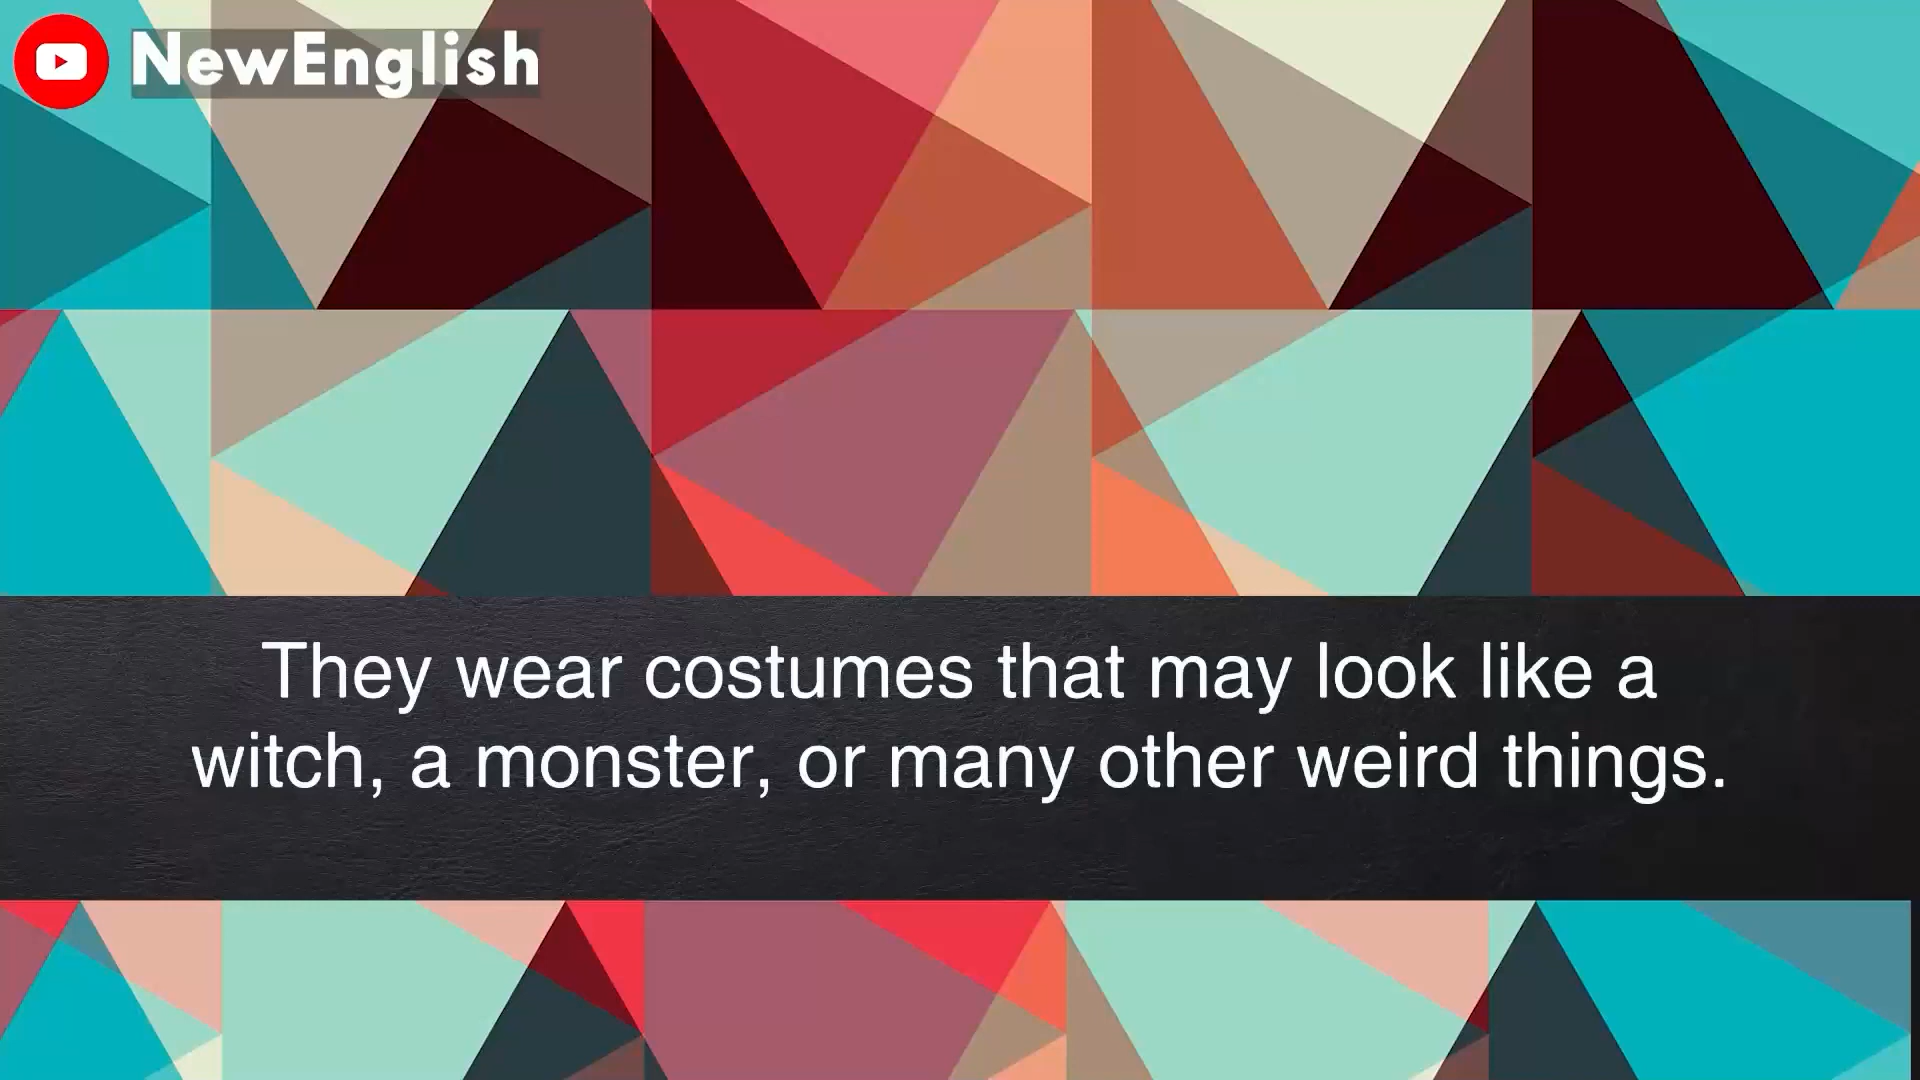 NewEnglish
They wear costumes that may look like a
witch, a monster, or many other weird things.